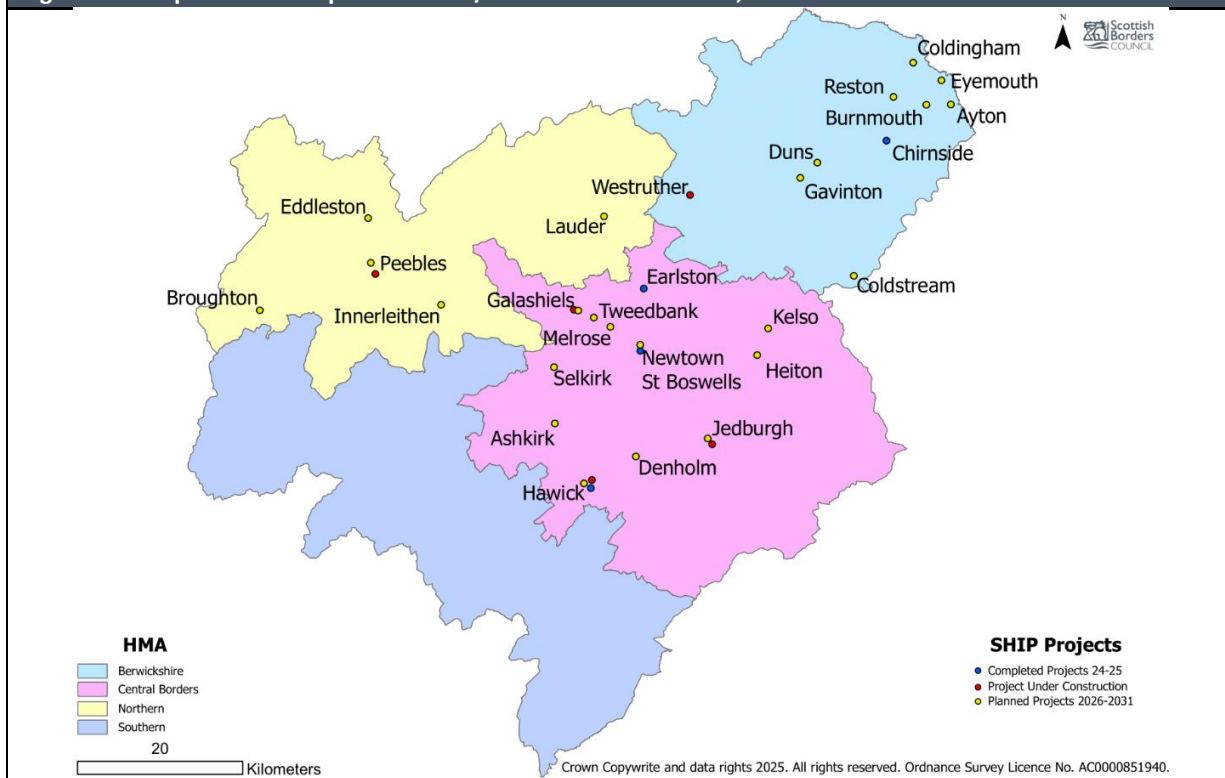 N
Scottish
Borders
COUNCIL
Coldingham
Eyemouth
Reston
Burnmouth
Ayton
Chirnside
Duns
Gavinton
Westruther
Eddleston
Lauder
Peebles
Earlston
Coldstream
Broughton
Innerleithen
Galashiels
Tweedbank
Kelso
Melrose
Newtown
St Boswells
Heiton
Selkirk
Ashkirk
Jedburgh
Denholm
Hawick
HMA
Berwickshire
Central Borders
Northern
Southern
20
Kilometers
SHIP Projects
Completed Projects 24-25
Project Under Construction
Planned Projects 2026-2031
Crown Copywrite and data rights 2025. All rights reserved. Ordnance Survey Licence No. AC0000851940.